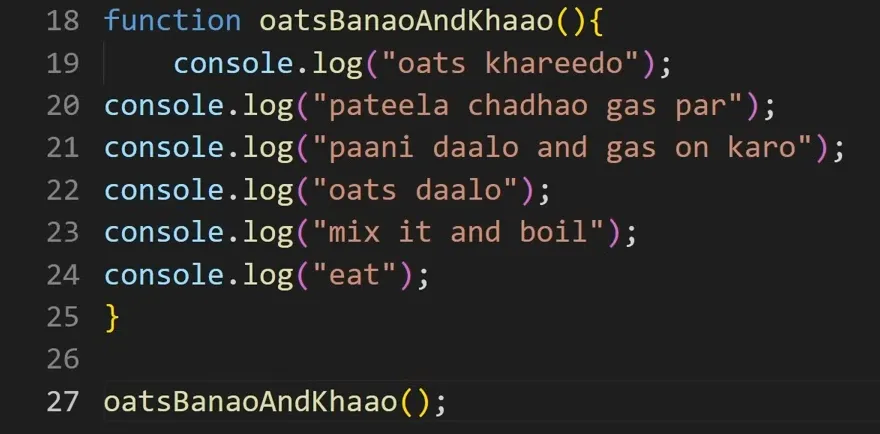 18 function oatsBanaoAndKhaao(){
19     console.log("oats khareedo");
20 console.log("pateela chadhao gas par");
21 console.log("paani daalo and gas on karo");
22 console.log("oats daalo");
23 console.log("mix it and boil");
24 console.log("eat");
25 }
26
27 oatsBanaoAndKhaao();